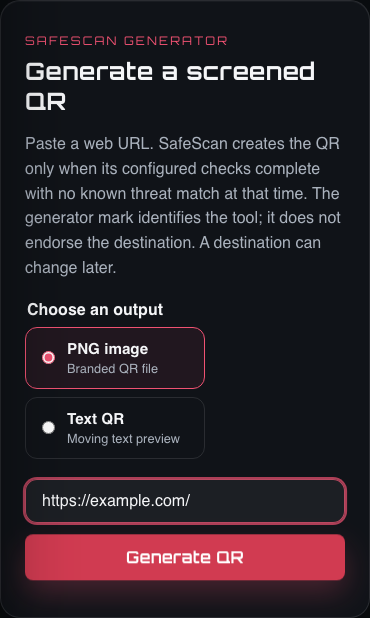 SAFESCAN GENERATOR
Generate a screened
QR
Paste a web URL. SafeScan creates the QR
only when its configured checks complete
with no known threat match at that time. The
generator mark identifies the tool; it does not
endorse the destination. A destination can
change later.
Choose an output
PNG image
Branded QR file
Text QR
Moving text preview
https://example.com/
Generate QR